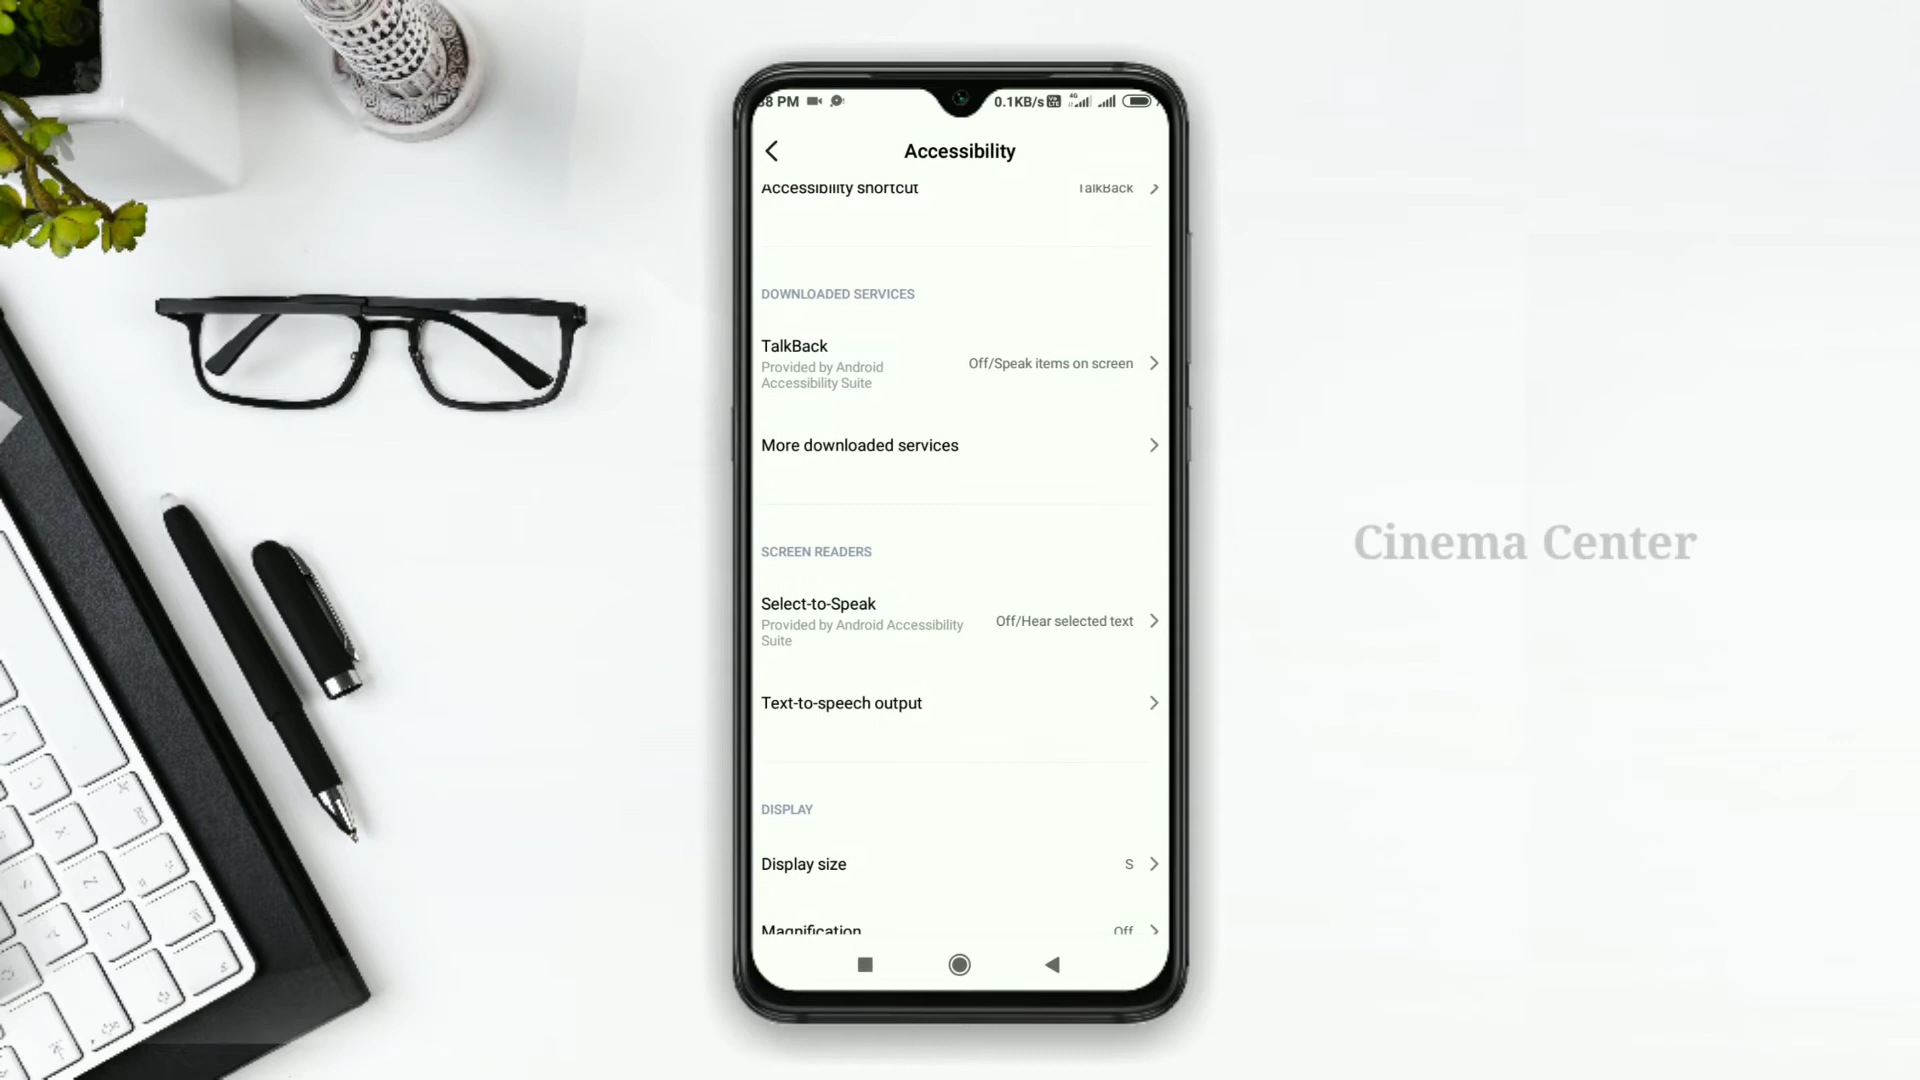 38 PM 0.1KB/s 4G
Accessibility
Accessibility shortcut TalkBack
DOWNLOADED SERVICES
TalkBack
Provided by Android
Accessibility Suite
Off/Speak items on screen
More downloaded services
SCREEN READERS
Select-to-Speak
Provided by Android Accessibility
Suite
Off/Hear selected text
Text-to-speech output
DISPLAY
Display size S
Magnification Off
Cinema Center